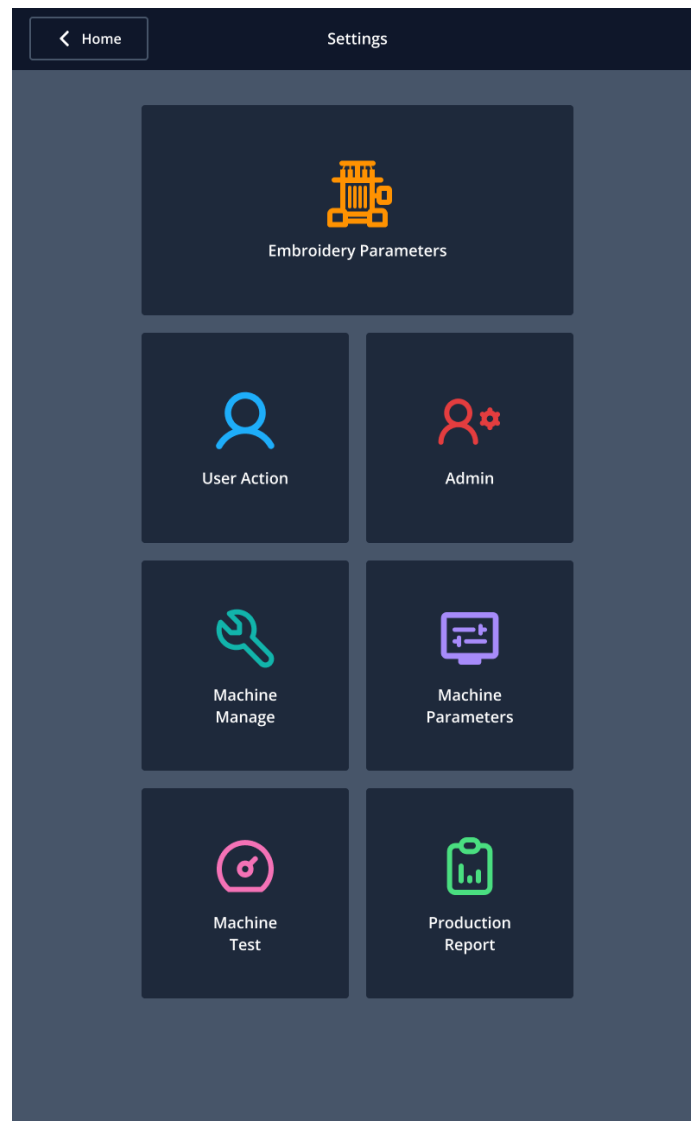 Home
Settings
Embroidery Parameters
User Action
Admin
Machine
Manage
Machine
Parameters
Machine
Test
Production
Report